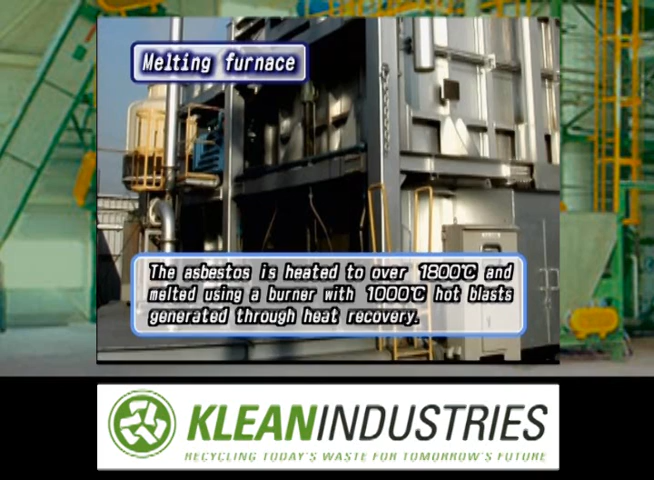 Melting furnace
The asbestos is heated to over 1800℃ and
melted using a burner with 1000℃ hot blasts
generated through heat recovery.
KLEANINDUSTRIES
RECYCLING TODAY'S WASTE FOR TOMORROW'S FUTURE